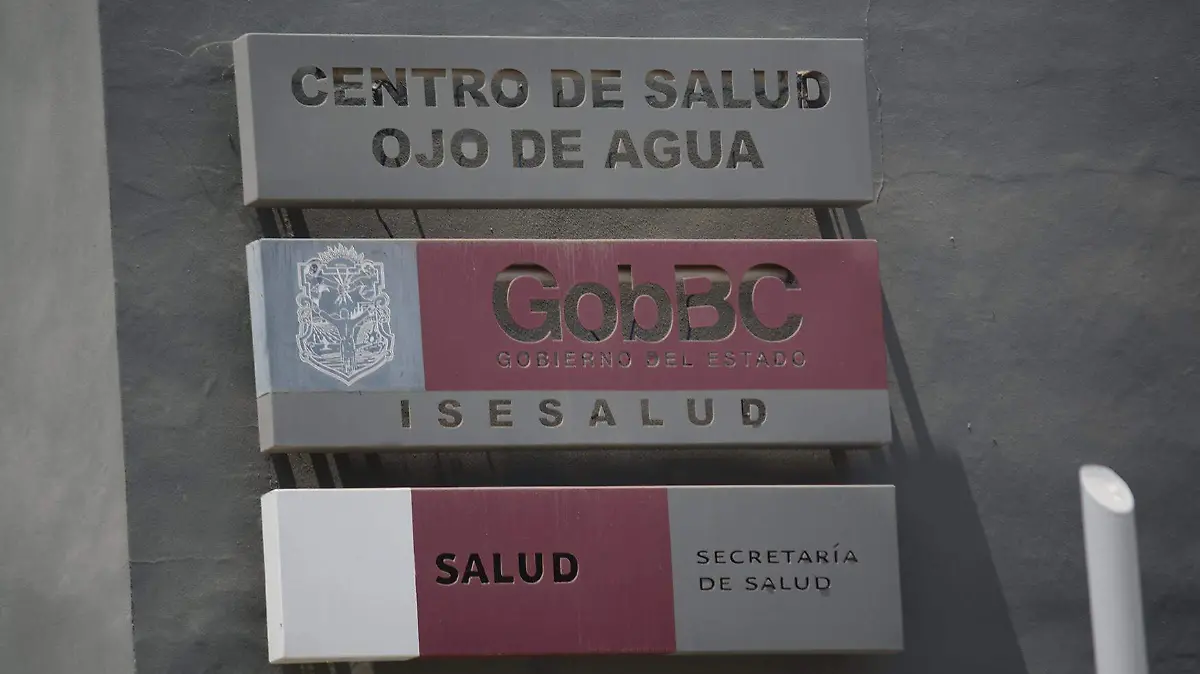 CENTRO DE SALUD
OJO DE AGUA
GobBC
GOBIERNO DEL ESTADO
ISESALUD
SALUD
SECRETARÍA
DE SALUD